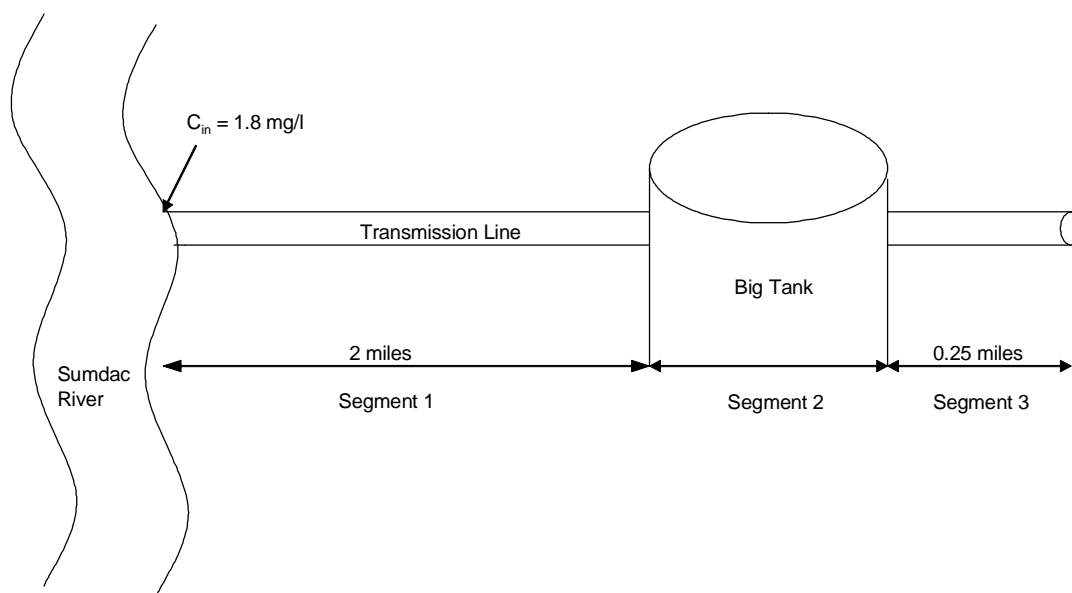 C_in = 1.8 mg/l
Transmission Line
Big Tank
2 miles
0.25 miles
Sumdac
River
Segment 1
Segment 2
Segment 3